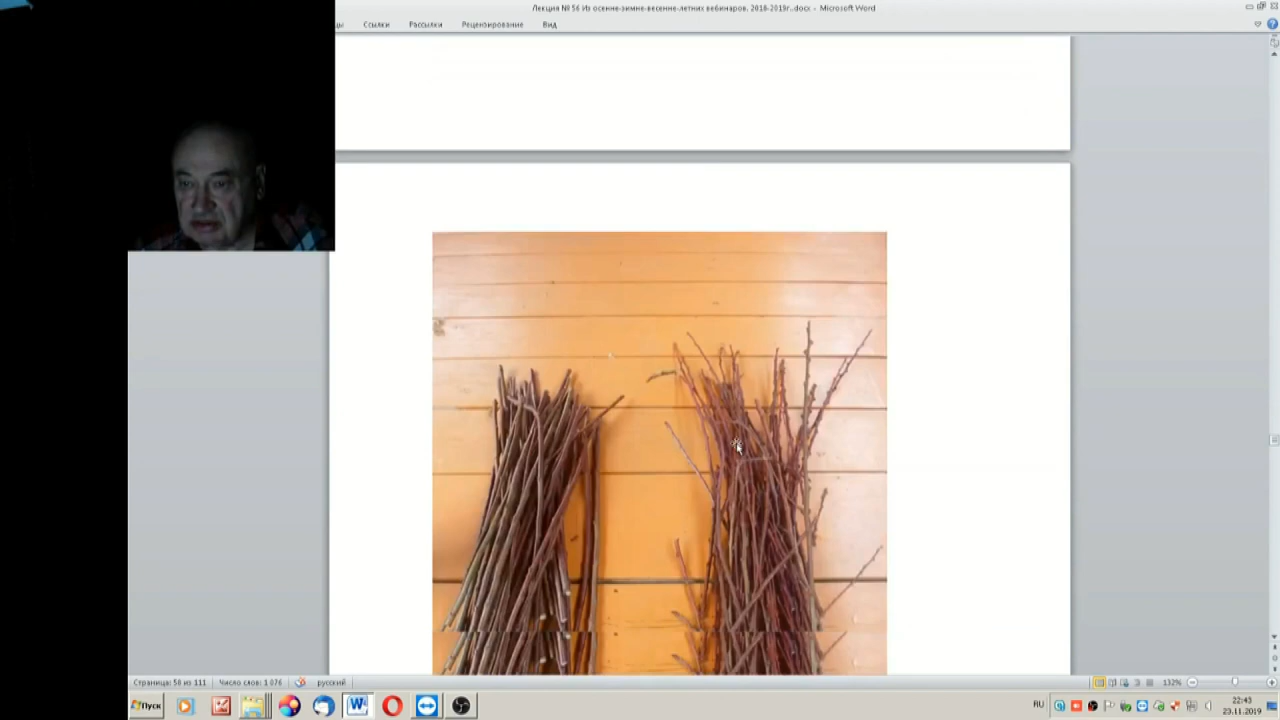 Лекция № 56 Из осенне-зимне-весенне-летних вебинаров, 2018-2019г..docx - Microsoft Word
цы Ссылки Рассылки Рецензирование Вид
Страница: 58 из 111 Число слов: 1 076 русский 132%
Пуск RU 22:43
23.11.2019